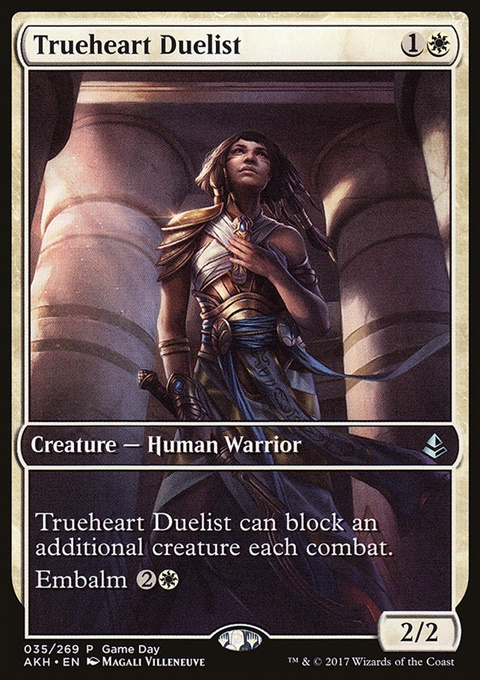 Trueheart Duelist 1
Creature — Human Warrior
Trueheart Duelist can block an
additional creature each combat.
Embalm 2
2/2
035/269 P Game Day
AKH • EN Magali Villeneuve
™ & © 2017 Wizards of the Coast